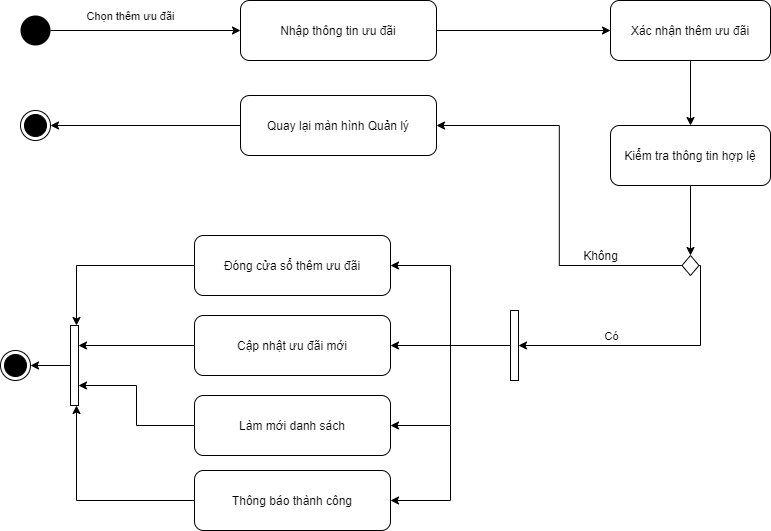 Chọn thêm ưu đãi
Nhập thông tin ưu đãi
Xác nhận thêm ưu đãi
Quay lại màn hình Quản lý
Kiểm tra thông tin hợp lệ
Không
Đóng cửa sổ thêm ưu đãi
Có
Cập nhật ưu đãi mới
Làm mới danh sách
Thông báo thành công